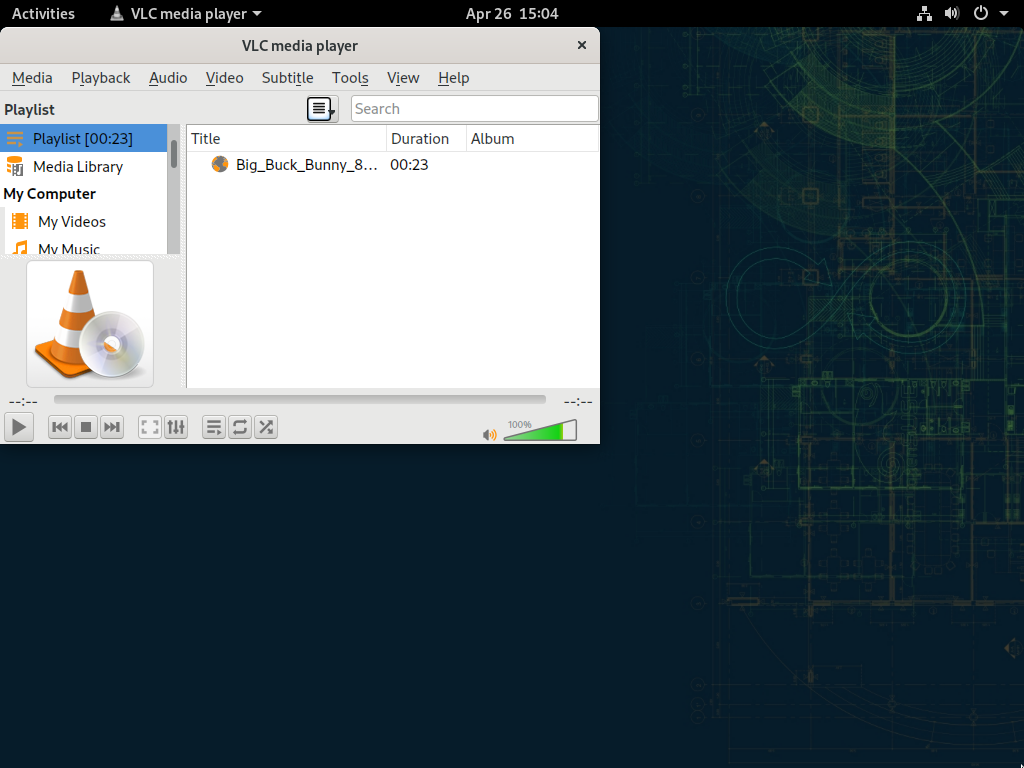 Activities VLC media player Apr 26 15:04
VLC media player
Media Playback Audio Video Subtitle Tools View Help
Playlist Search
Playlist [00:23] Title Duration Album
Big_Buck_Bunny_8... 00:23
Media Library
My Computer
My Videos
My Music
--:-- --:--
100%